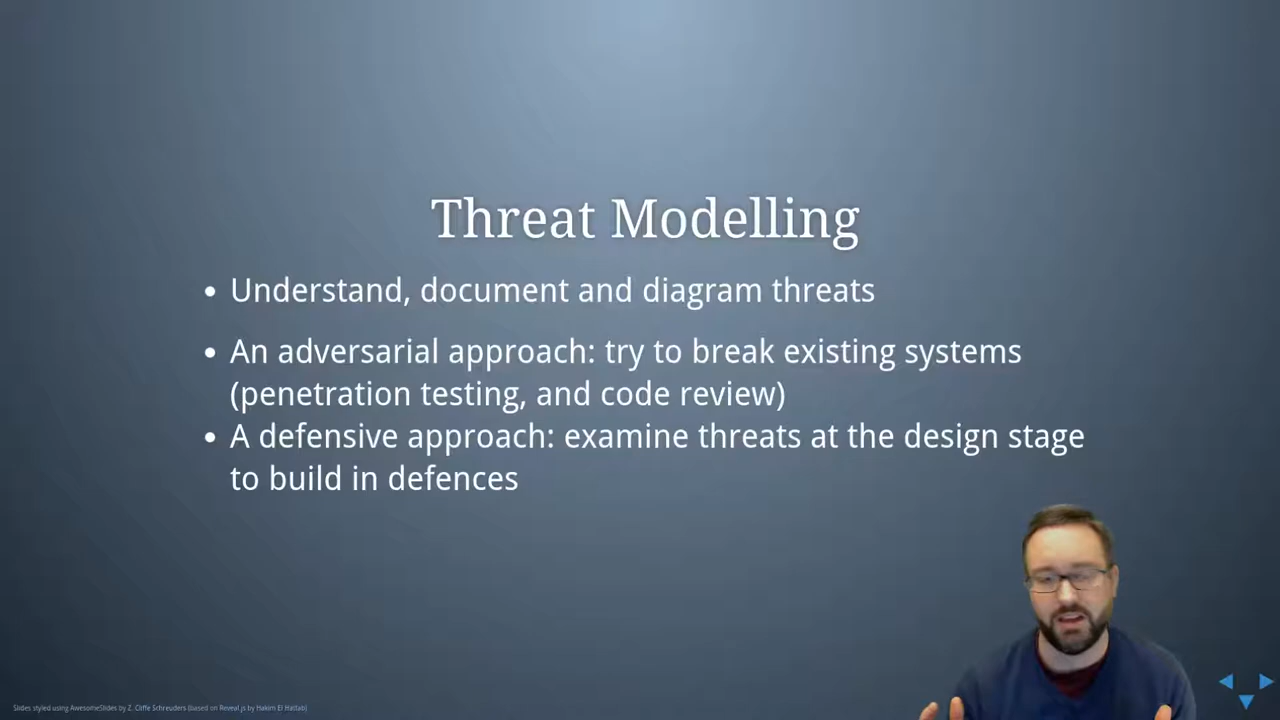 Threat Modelling
• Understand, document and diagram threats
• An adversarial approach: try to break existing systems
(penetration testing, and code review)
• A defensive approach: examine threats at the design stage
to build in defences
Slides styled using AwesomeSlides by Z. Cliffe Schreuders (based on Reveal.js by Hakim El Hattab)